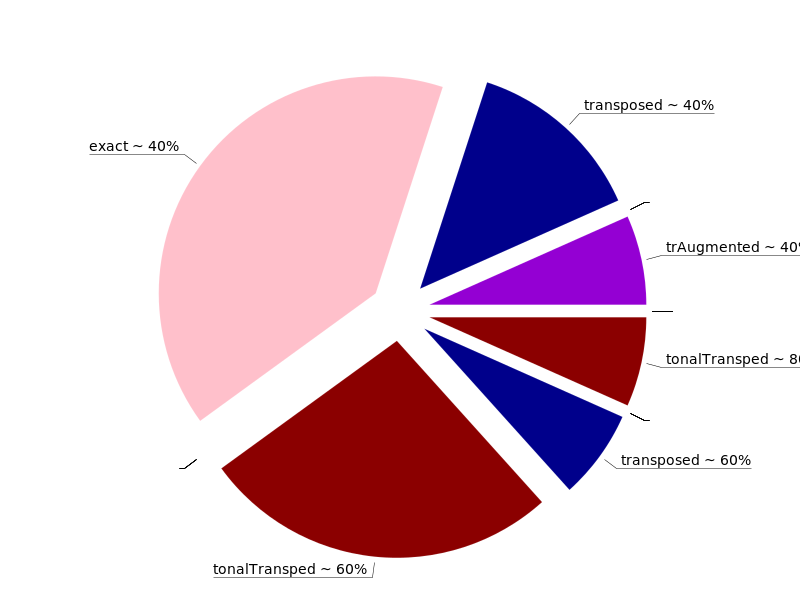 transposed ~ 40%
exact ~ 40%
trAugmented ~ 40%
tonalTransped ~ 8
transposed ~ 60%
tonalTransped ~ 60%